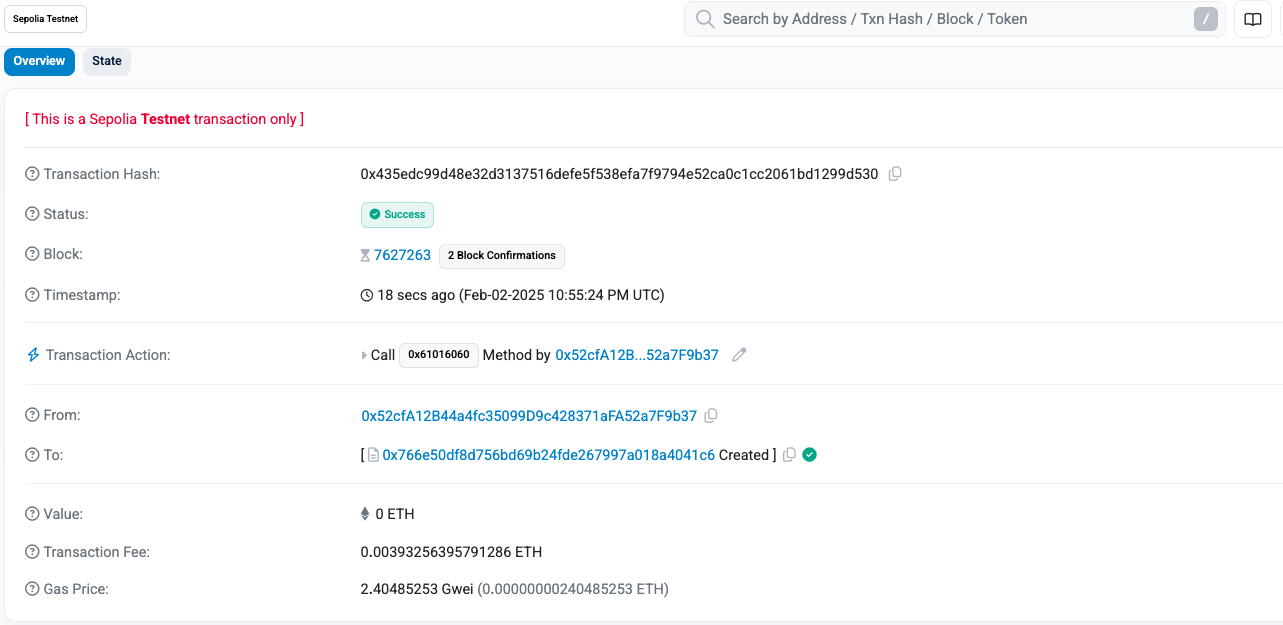 Sepolia Testnet
Search by Address / Txn Hash / Block / Token /
Overview State
[ This is a Sepolia Testnet transaction only ]
Transaction Hash: 0x435edc99d48e32d3137516defe5f538efa7f9794e52ca0c1cc2061bd1299d530
Status: Success
Block: 7627263 2 Block Confirmations
Timestamp: 18 secs ago (Feb-02-2025 10:55:24 PM UTC)
Transaction Action: Call 0x61016060 Method by 0x52cfA12B...52a7F9b37
From: 0x52cfA12B44a4fc35099D9c428371aFA52a7F9b37
To: [ 0x766e50df8d756bd69b24fde267997a018a4041c6 Created ]
Value: 0 ETH
Transaction Fee: 0.00393256395791286 ETH
Gas Price: 2.40485253 Gwei (0.00000000240485253 ETH)